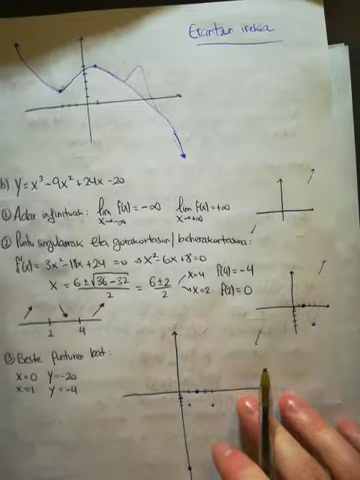 Erantzun irekia
b) y = x³ - 9x² + 24x - 20
① Adar infinituak: lim f(x) = -∞ lim f(x) = +∞
x→-∞ x→+∞
② Puntu singularrak eta gorakortasun/beherakortasuna:
f'(x) = 3x² - 18x + 24 = 0 ⇒ x² - 6x + 8 = 0
x = (6 ± √(36 - 32))/2 = (6 ± 2)/2
x = 4 f(4) = -4
x = 2 f(2) = 0
2 4
③ Beste punturen bat:
x = 0 y = -20
x = 1 y = -4